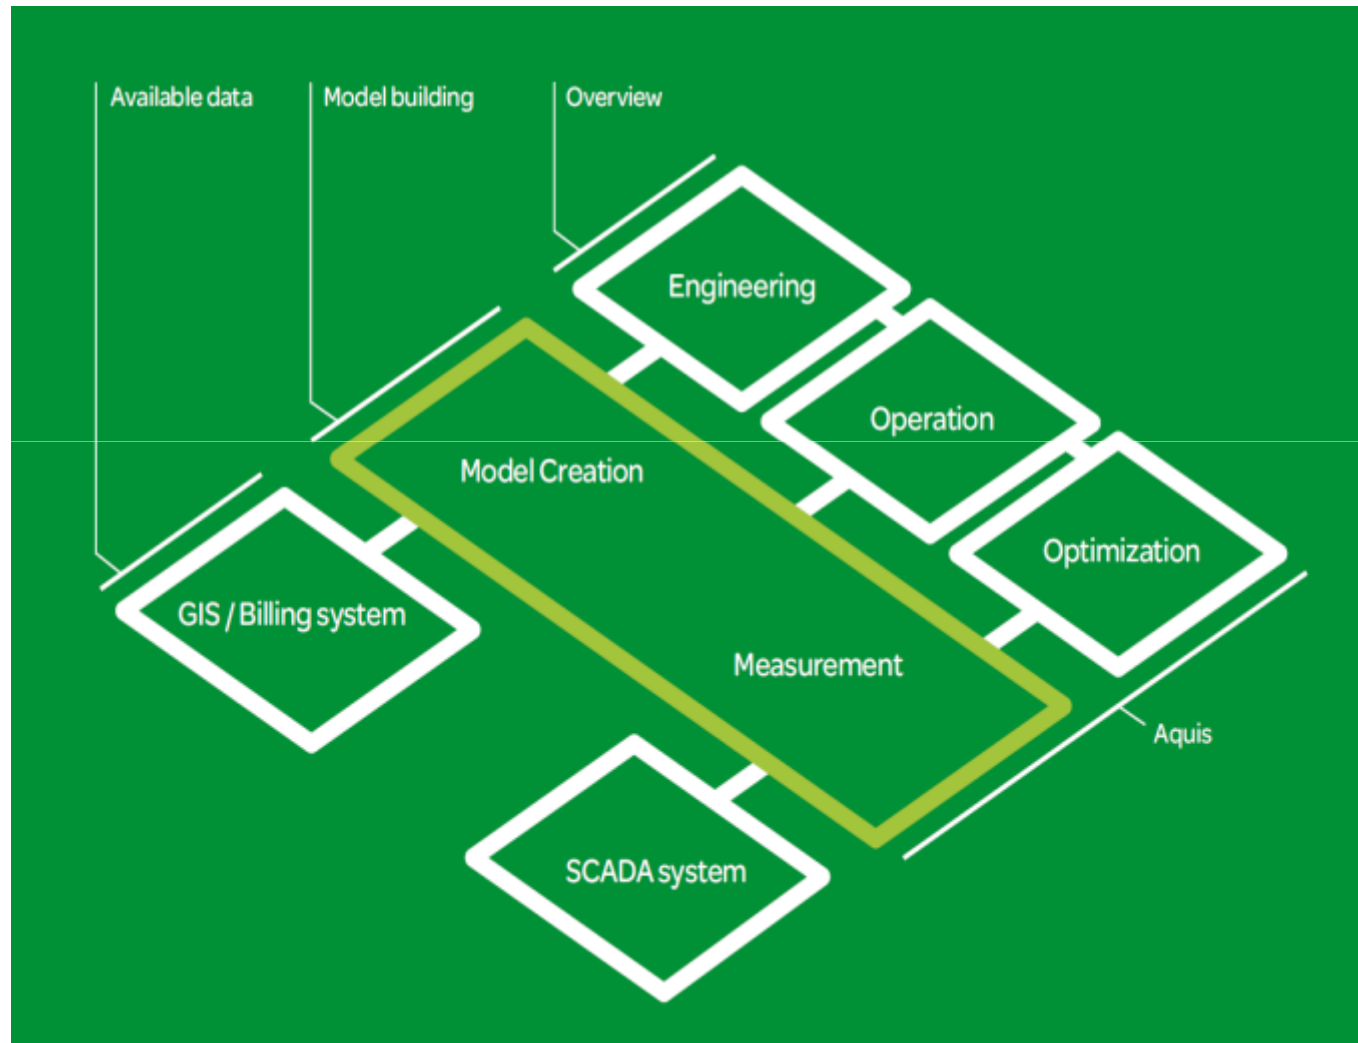 Available data
Model building
Overview
Engineering
Operation
Model Creation
Optimization
GIS / Billing system
Measurement
Aquis
SCADA system